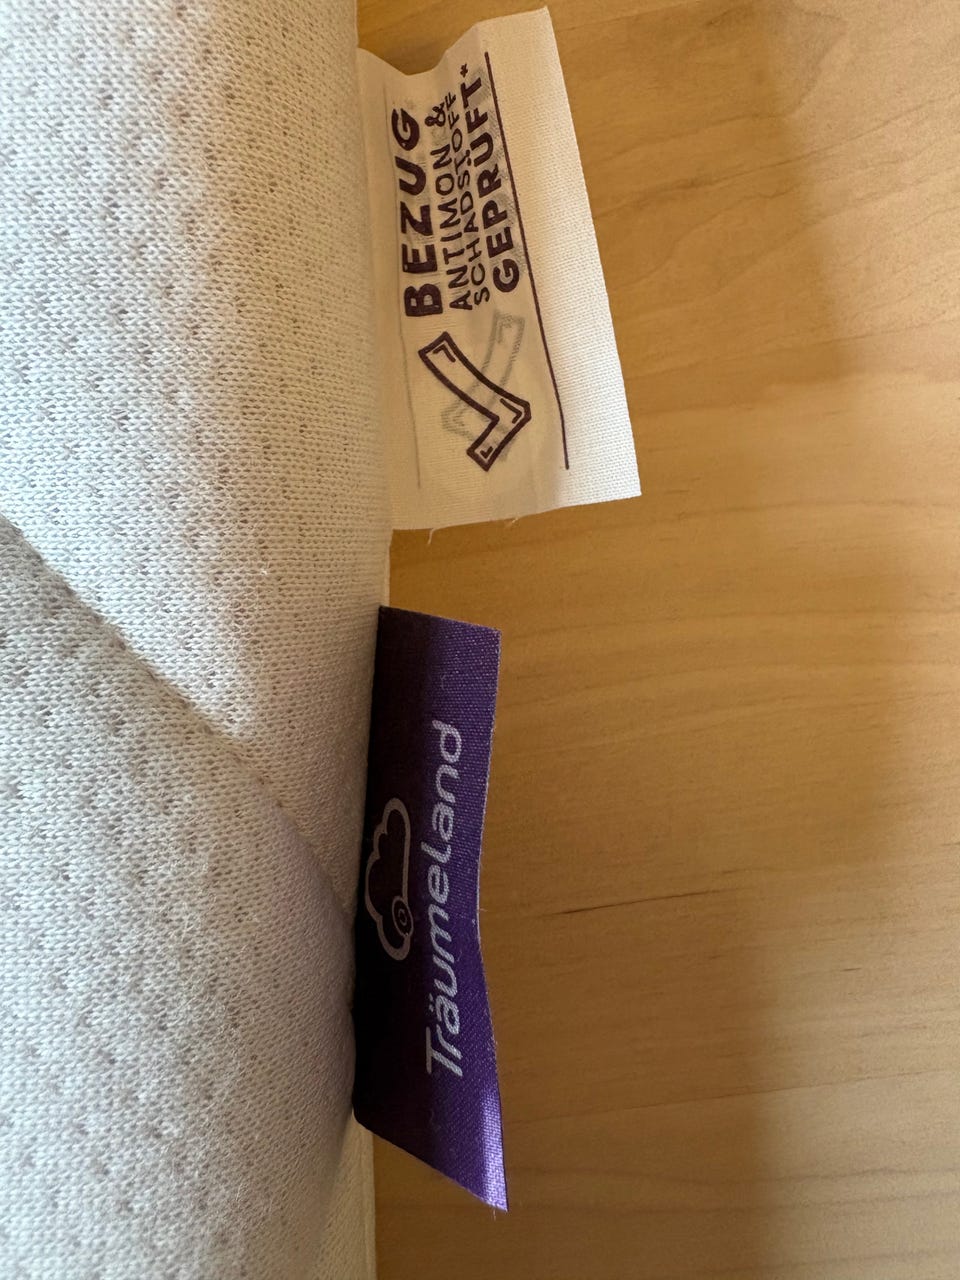 BEZUG
ANTIMON &
SCHADSTOFF
GEPRÜFT*
Träumeland